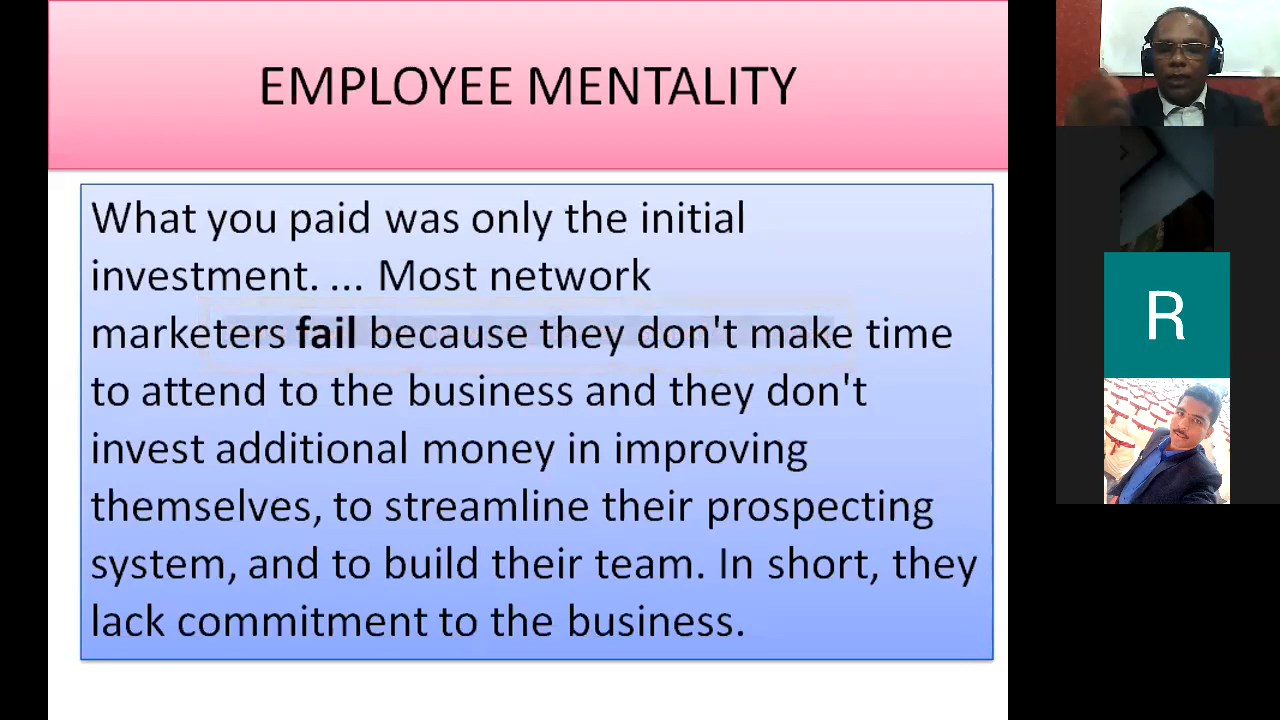 EMPLOYEE MENTALITY
What you paid was only the initial
investment. ... Most network
marketers fail because they don't make time
to attend to the business and they don't
invest additional money in improving
themselves, to streamline their prospecting
system, and to build their team. In short, they
lack commitment to the business.
R